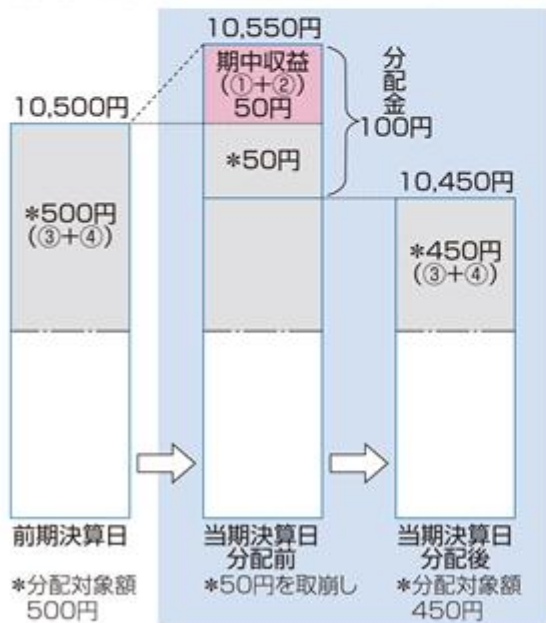 10,550円
期中収益
(①+②)
50円
分配金
100円
10,500円
*50円
10,450円
*500円
(③+④)
*450円
(③+④)
前期決算日
当期決算日
分配前
当期決算日
分配後
*分配対象額
500円
*50円を取崩し
*分配対象額
450円